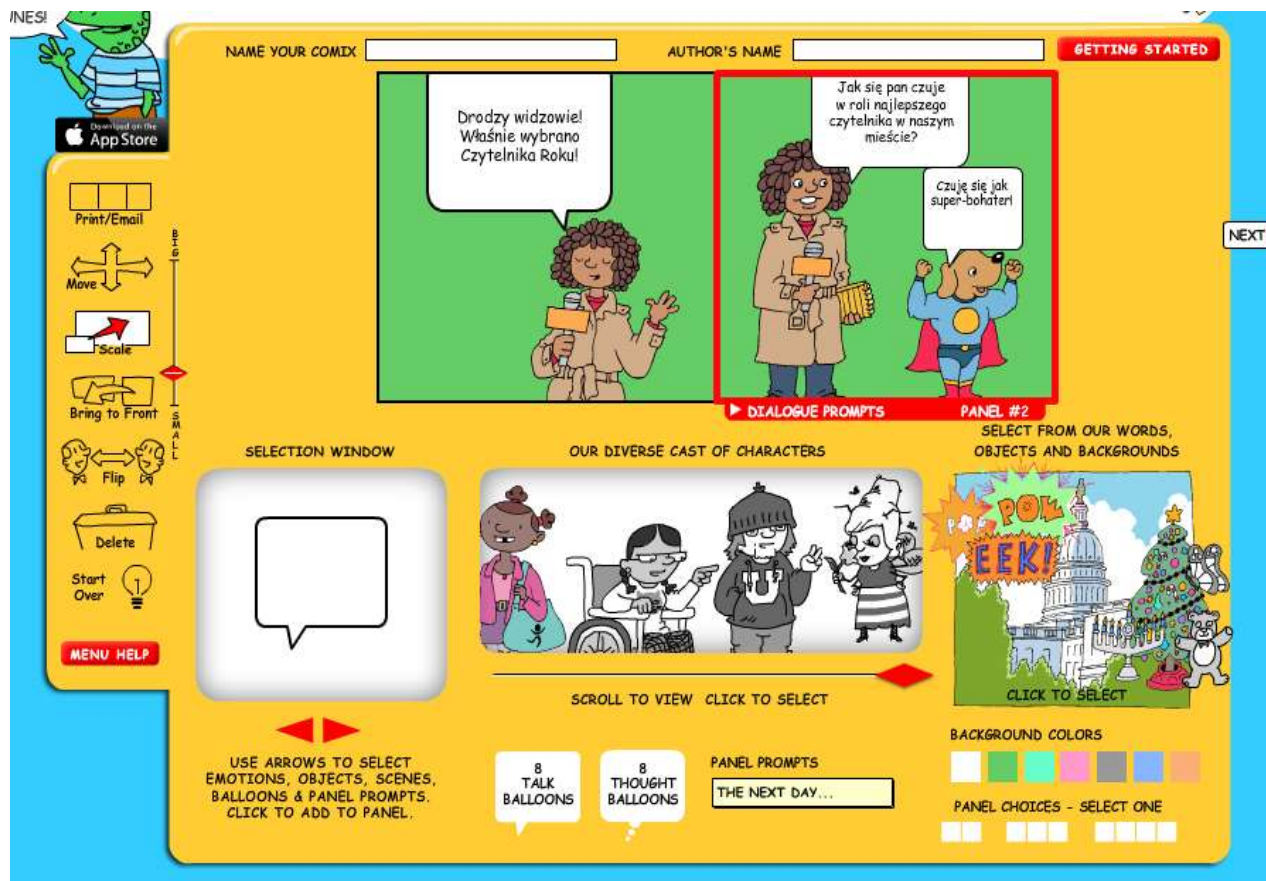 UNES!
NAME YOUR COMIX
AUTHOR'S NAME
GETTING STARTED
Download on the
App Store
Drodzy widzowie!
Właśnie wybrano
Czytelnika Roku!
Jak się pan czuje
w roli najlepszego
czytelnika w naszym
mieście?
Czuję się jak
super-bohater!
Print/Email
Move
Scale
Bring to Front
Flip
Delete
Start
Over
MENU HELP
BIG
SMALL
NEXT
DIALOGUE PROMPTS
PANEL #2
SELECTION WINDOW
OUR DIVERSE CAST OF CHARACTERS
SELECT FROM OUR WORDS,
OBJECTS AND BACKGROUNDS
POW
EEK!
U
CLICK TO SELECT
SCROLL TO VIEW CLICK TO SELECT
USE ARROWS TO SELECT
EMOTIONS, OBJECTS, SCENES,
BALLOONS & PANEL PROMPTS.
CLICK TO ADD TO PANEL.
8
TALK
BALLOONS
8
THOUGHT
BALLOONS
PANEL PROMPTS
THE NEXT DAY...
BACKGROUND COLORS
PANEL CHOICES - SELECT ONE